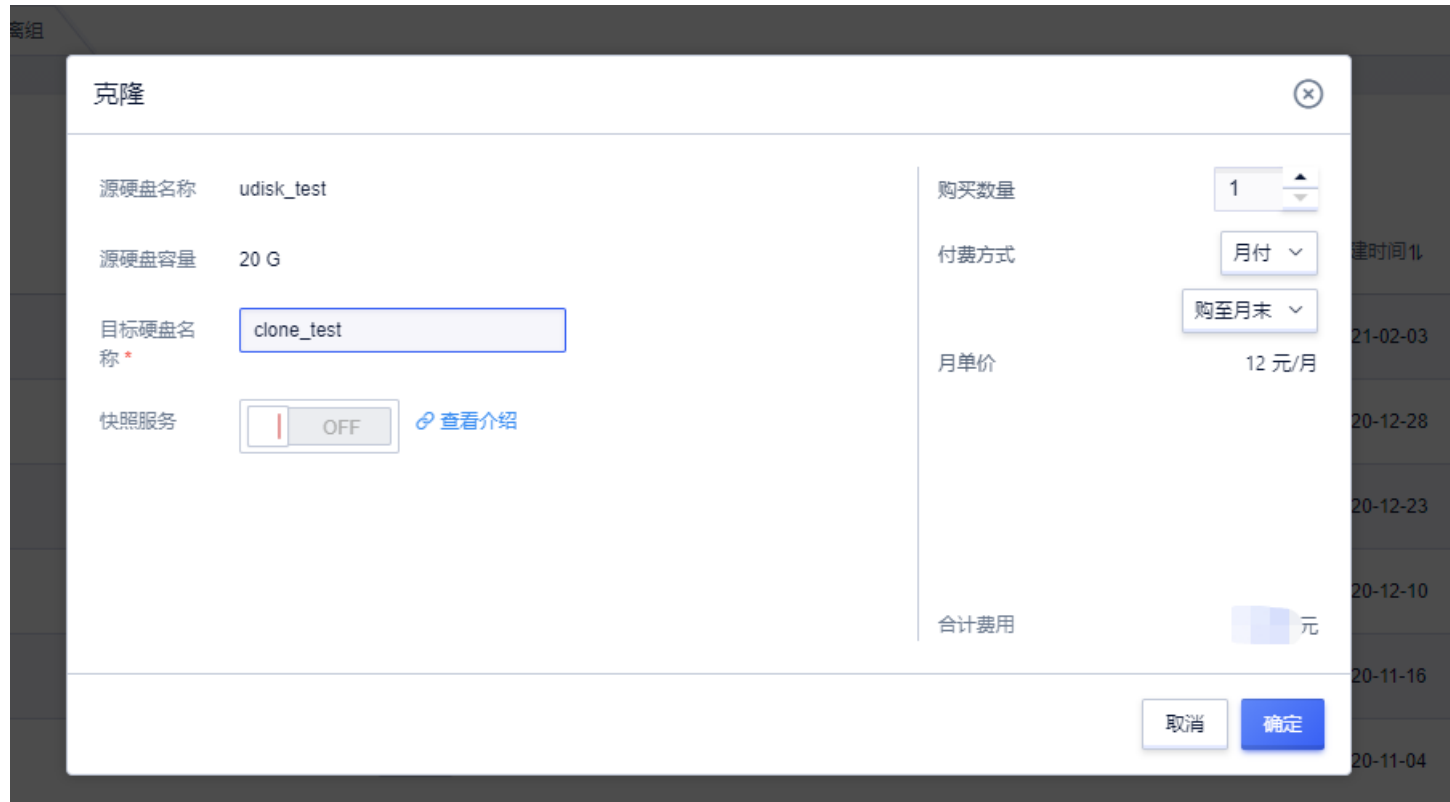 离组
克隆
源硬盘名称 udisk_test
源硬盘容量 20 G
目标硬盘名
称 * clone_test
快照服务 OFF 查看介绍
购买数量 1
付费方式 月付
购至月末
月单价 12 元/月
合计费用 元
取消 确定
建时间
21-02-03
20-12-28
20-12-23
20-12-10
20-11-16
20-11-04